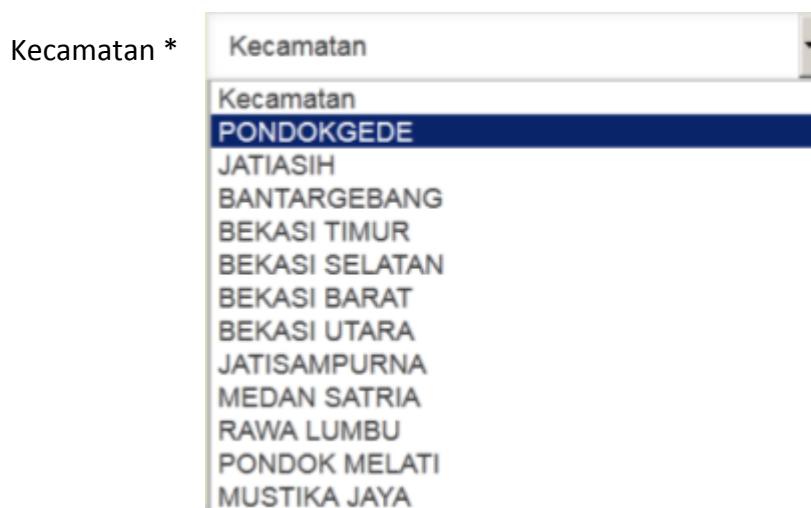 Kecamatan * Kecamatan
Kecamatan
PONDOKGEDE
JATIASIH
BANTARGEBANG
BEKASI TIMUR
BEKASI SELATAN
BEKASI BARAT
BEKASI UTARA
JATISAMPURNA
MEDAN SATRIA
RAWA LUMBU
PONDOK MELATI
MUSTIKA JAYA